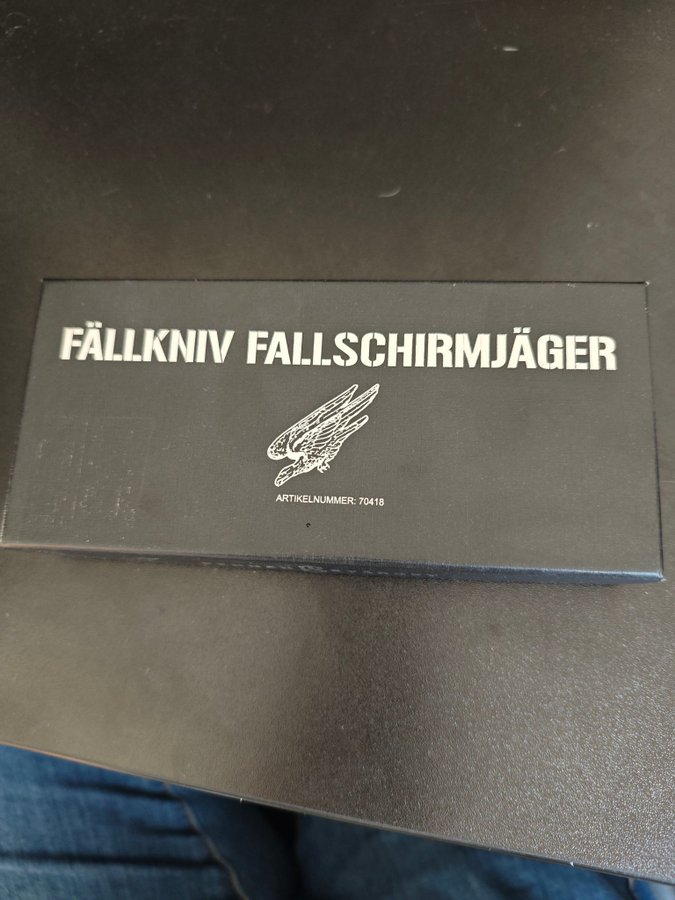 FÄLLKNIV FALLSCHIRMJÄGER
ARTIKELNUMMER: 70418